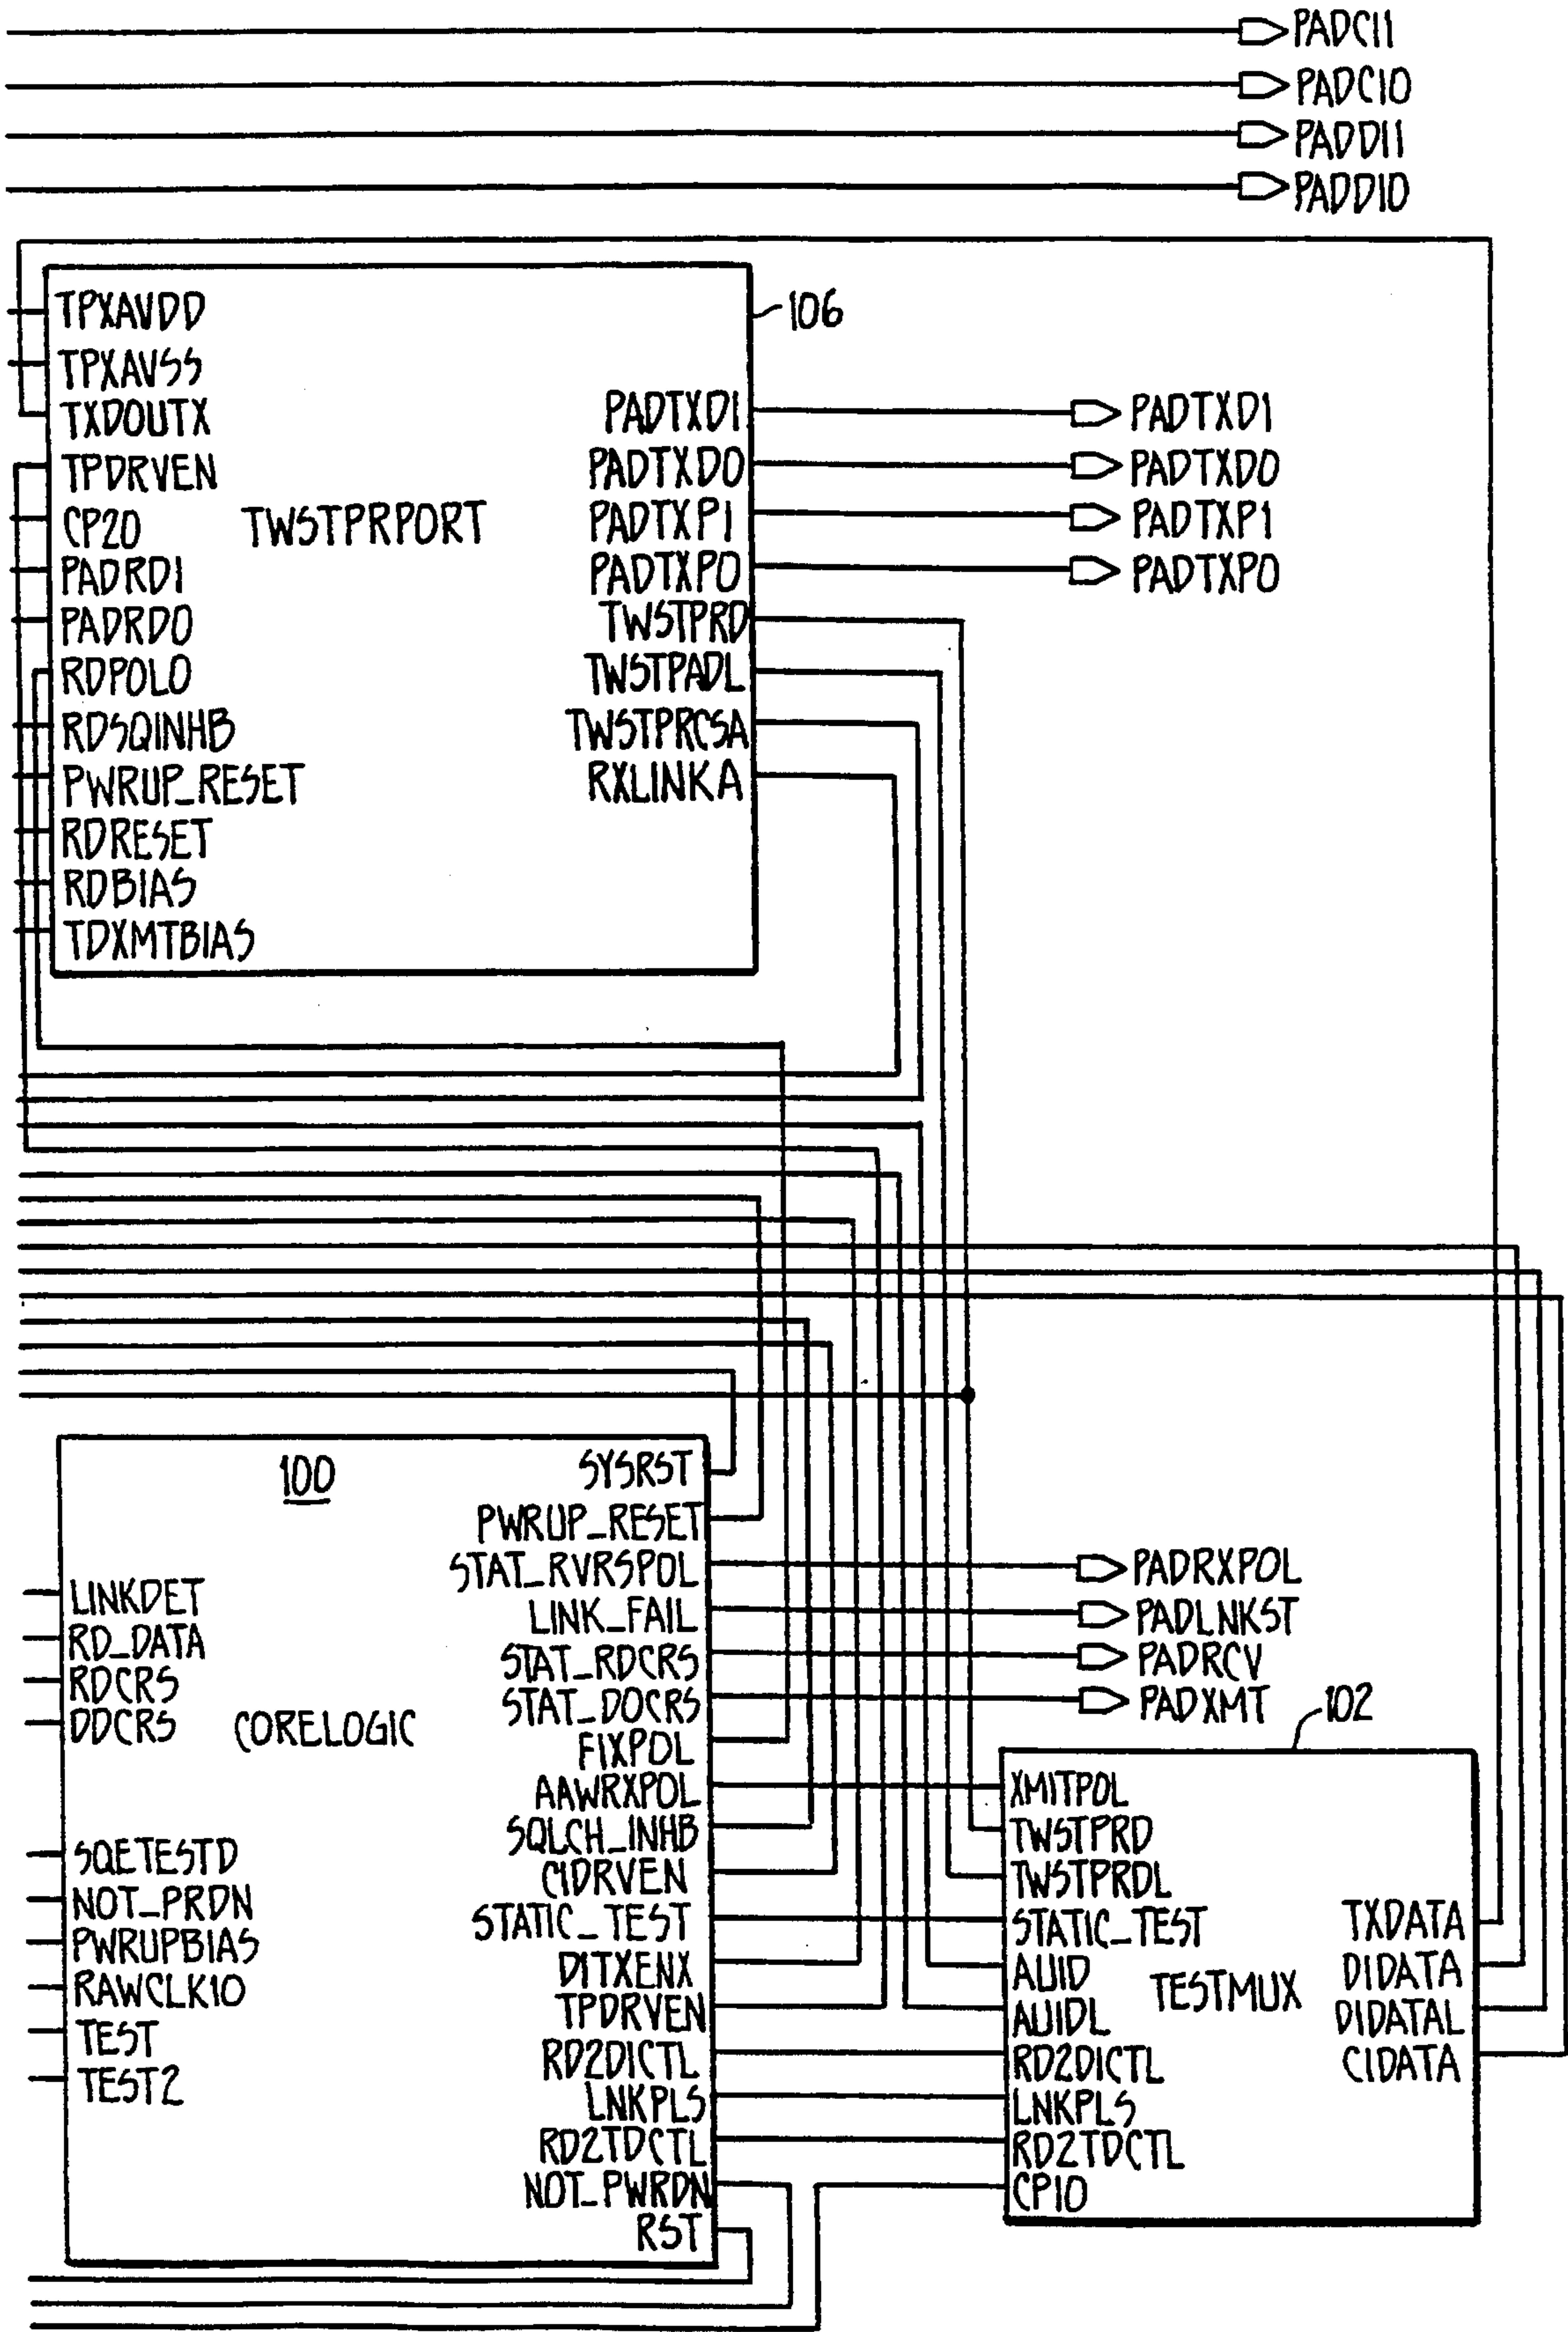 PADCI1
PADCI0
PADDI1
PADDI0
106
TPXAVDD
TPXAVSS
TXDOUTX
TPDRVEN
CP20
PADRDI
PADRDO
RDPOLO
RDSQINHB
PWRUP_RESET
RDRESET
RDBIAS
TDXMTBIAS
TWSTPRPORT
PADTXD1
PADTXD0
PADTXP1
PADTXP0
TWSTPRD
TWSTPADL
TWSTPRCSA
RXLINKA
PADTXD1
PADTXD0
PADTXP1
PADTXP0
100
LINKDET
RD_DATA
RDCRS
DDCRS
SQETESTD
NOT_PRDN
PWRUPBIAS
RAWCLK10
TEST
TEST2
CORELOGIC
SYSRST
PWRUP_RESET
STAT_RVRSPOL
LINK_FAIL
STAT_RDCRS
STAT_DOCRS
FIXPOL
AAWRXPOL
SQLCH_INHB
CIDRVEN
STATIC_TEST
DITXENX
TPDRVEN
RD2DICTL
LNKPLS
RD2TDCTL
NOT_PWRDN
RST
PADRXPOL
PADLNKST
PADRCV
PADXMT
102
XMITPOL
TWSTPRD
TWSTPRDL
STATIC_TEST
AUID
AUIDL
RD2DICTL
LNKPLS
RD2TDCTL
CP10
TESTMUX
TXDATA
DIDATA
DIDATAL
CIDATA